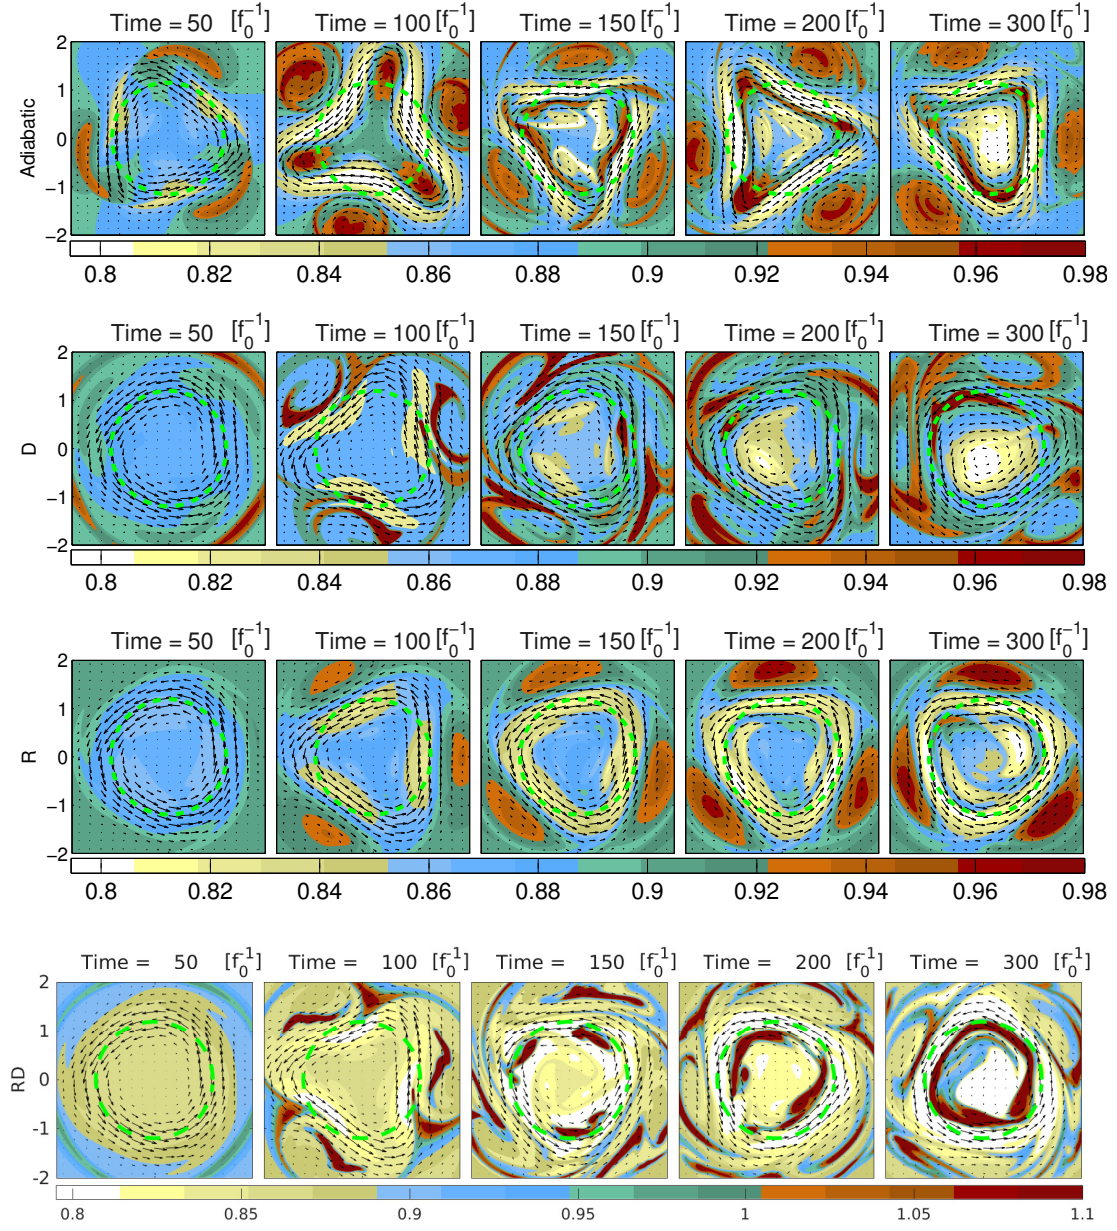 Time = 50 [f₀⁻¹] Time = 100 [f₀⁻¹] Time = 150 [f₀⁻¹] Time = 200 [f₀⁻¹] Time = 300 [f₀⁻¹]
Adiabatic
2
1
0
−1
−2
0.8 0.82 0.84 0.86 0.88 0.9 0.92 0.94 0.96 0.98
Time = 50 [f₀⁻¹] Time = 100 [f₀⁻¹] Time = 150 [f₀⁻¹] Time = 200 [f₀⁻¹] Time = 300 [f₀⁻¹]
D
2
1
0
−1
−2
0.8 0.82 0.84 0.86 0.88 0.9 0.92 0.94 0.96 0.98
Time = 50 [f₀⁻¹] Time = 100 [f₀⁻¹] Time = 150 [f₀⁻¹] Time = 200 [f₀⁻¹] Time = 300 [f₀⁻¹]
R
2
1
0
−1
−2
0.8 0.82 0.84 0.86 0.88 0.9 0.92 0.94 0.96 0.98
Time = 50 [f₀⁻¹] Time = 100 [f₀⁻¹] Time = 150 [f₀⁻¹] Time = 200 [f₀⁻¹] Time = 300 [f₀⁻¹]
RD
2
1
0
-1
-2
0.8 0.85 0.9 0.95 1 1.05 1.1